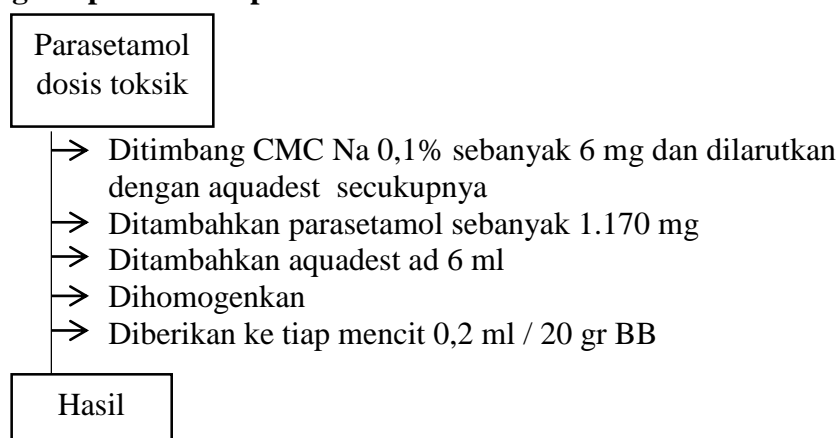 Parasetamol
dosis toksik
Ditimbang CMC Na 0,1% sebanyak 6 mg dan dilarutkan
dengan aquadest secukupnya
Ditambahkan parasetamol sebanyak 1.170 mg
Ditambahkan aquadest ad 6 ml
Dihomogenkan
Diberikan ke tiap mencit 0,2 ml / 20 gr BB
Hasil